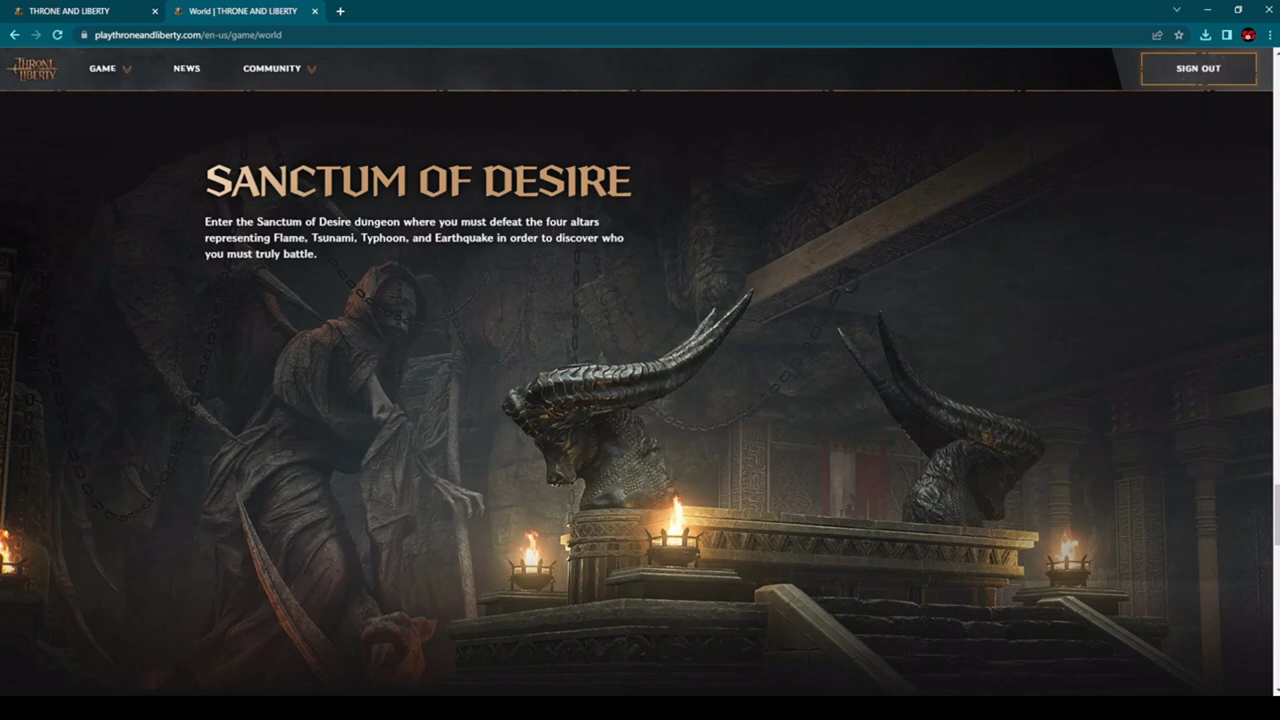 THRONE AND LIBERTY
World | THRONE AND LIBERTY
playthroneandliberty.com/en-us/game/world
THRONE
LIBERTY
GAME
NEWS
COMMUNITY
SIGN OUT
SANCTUM OF DESIRE
Enter the Sanctum of Desire dungeon where you must defeat the four altars
representing Flame, Tsunami, Typhoon, and Earthquake in order to discover who
you must truly battle.